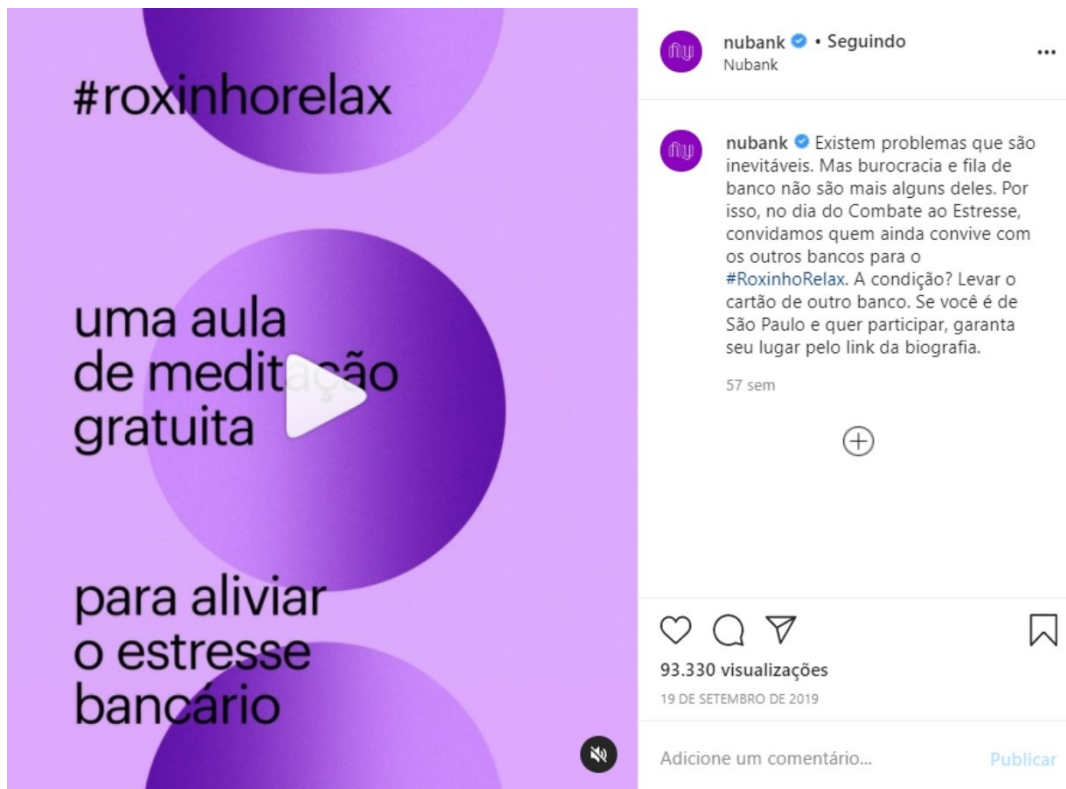 #roxinhorelax
uma aula
de meditação
gratuita
para aliviar
o estresse
bancário
nubank • Seguindo
Nubank
nubank Existem problemas que são
inevitáveis. Mas burocracia e fila de
banco não são mais alguns deles. Por
isso, no dia do Combate ao Estresse,
convidamos quem ainda convive com
os outros bancos para o
#RoxinhoRelax. A condição? Levar o
cartão de outro banco. Se você é de
São Paulo e quer participar, garanta
seu lugar pelo link da biografia.
57 sem
93.330 visualizações
19 DE SETEMBRO DE 2019
Adicione um comentário... Publicar